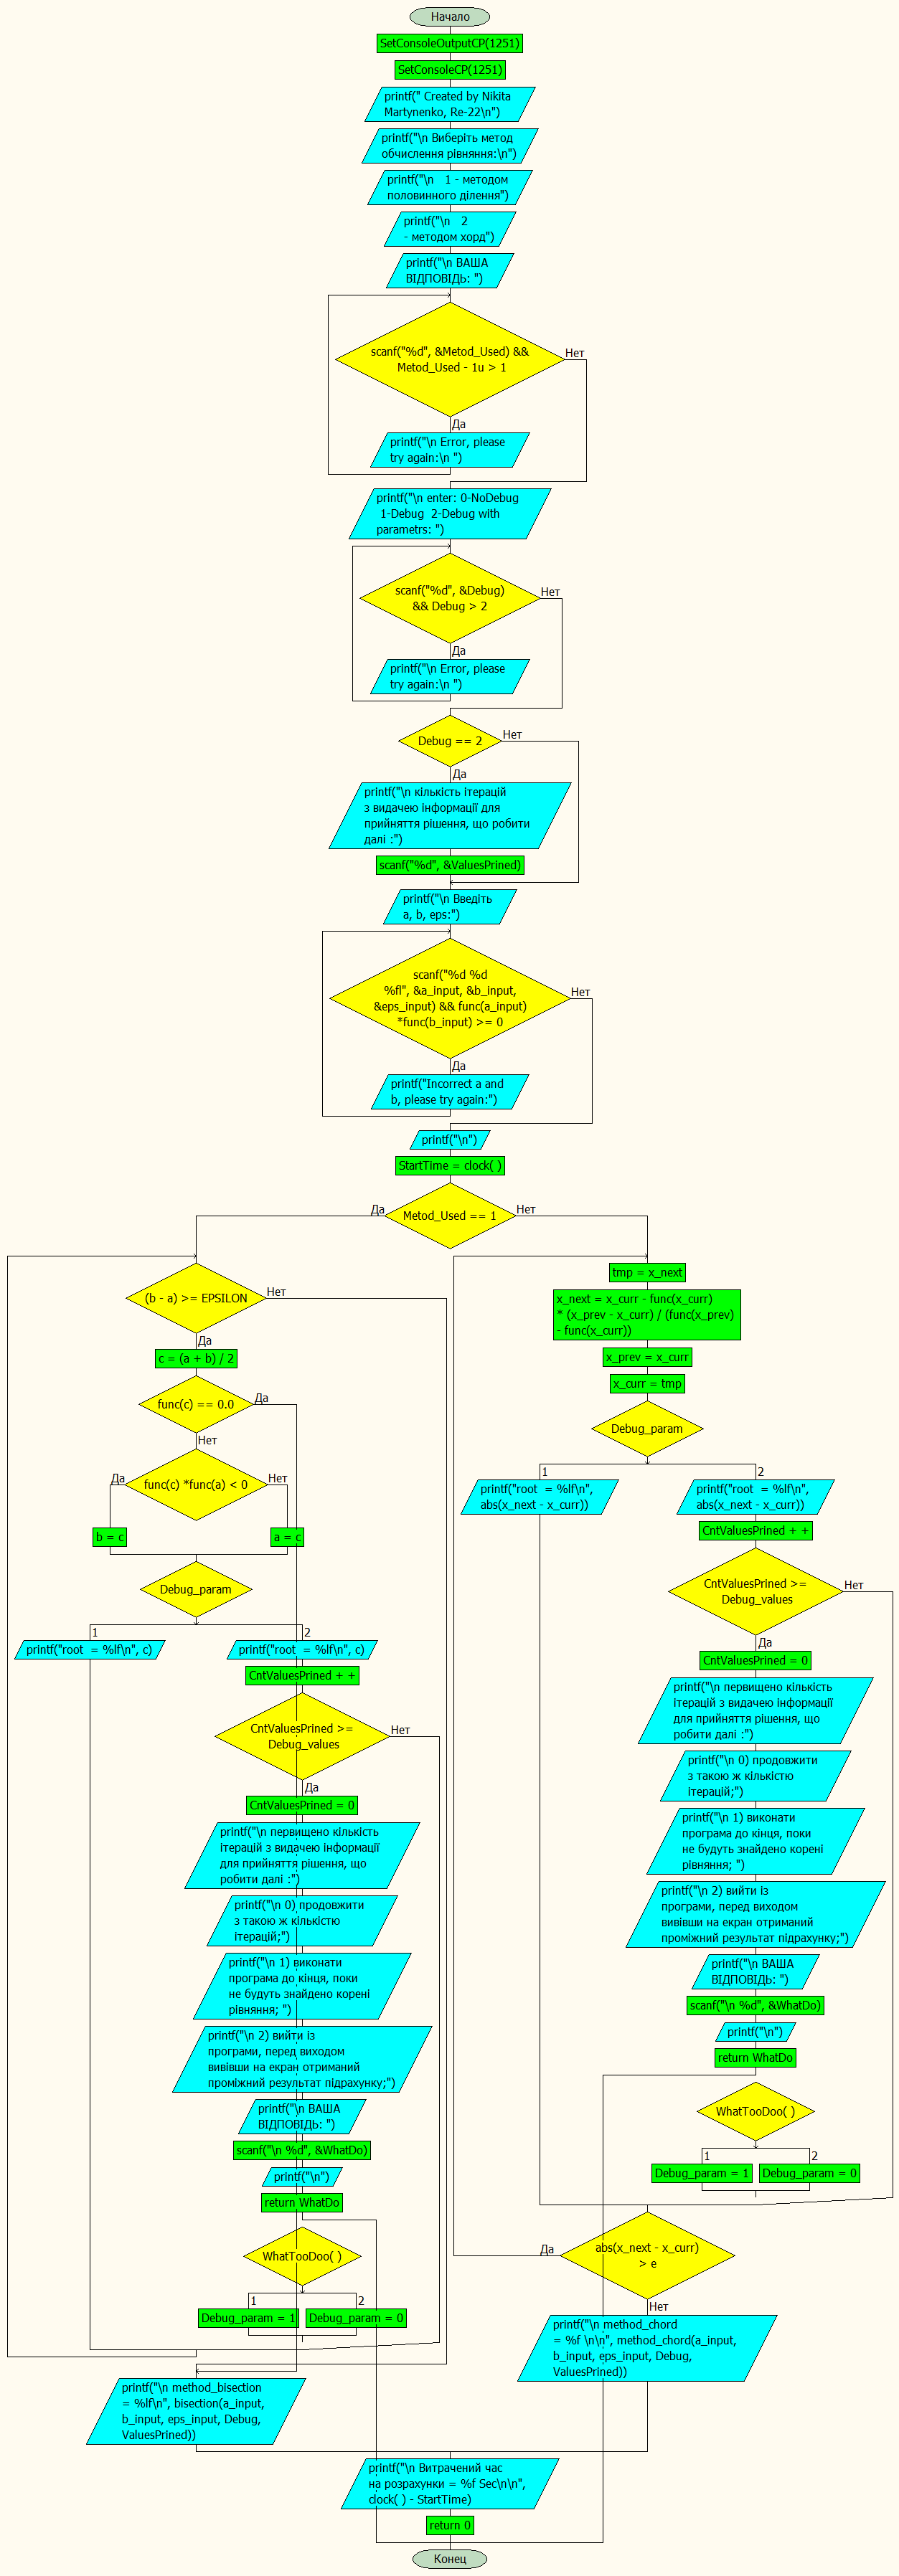 Начало
SetConsoleOutputCP(1251)
SetConsoleCP(1251)
printf(" Created by Nikita
Martynenko, Re-22\n")
printf("\n Виберіть метод
обчислення рівняння:\n")
printf("\n   1 - методом
половинного ділення")
printf("\n   2
- методом хорд")
printf("\n ВАША
ВІДПОВІДЬ: ")
scanf("%d", &Metod_Used) &&
Metod_Used - 1u > 1
Нет
Да
printf("\n Error, please
try again:\n ")
printf("\n enter: 0-NoDebug
1-Debug  2-Debug with
parametrs: ")
scanf("%d", &Debug)
&& Debug > 2
Нет
Да
printf("\n Error, please
try again:\n ")
Debug == 2
Нет
Да
printf("\n кількість ітерацій
з видачею інформації для
прийняття рішення, що робити
далі :")
scanf("%d", &ValuesPrined)
printf("\n Введіть
a, b, eps:")
scanf("%d %d
%fl", &a_input, &b_input,
&eps_input) && func(a_input)
*func(b_input) >= 0
Нет
Да
printf("Incorrect a and
b, please try again:")
printf("\n")
StartTime = clock( )
Metod_Used == 1
Да
Нет
(b - a) >= EPSILON
Нет
Да
c = (a + b) / 2
func(c) == 0.0
Да
Нет
func(c) *func(a) < 0
Да
Нет
b = c
a = c
Debug_param
1
2
printf("root  = %lf\n", c)
printf("root  = %lf\n", c)
CntValuesPrined + +
CntValuesPrined >=
Debug_values
Нет
Да
CntValuesPrined = 0
printf("\n первищено кількість
ітерацій з видачею інформації
для прийняття рішення, що
робити далі :")
printf("\n 0) продовжити
з такою ж кількістю
ітерацій;")
printf("\n 1) виконати
програма до кінця, поки
не будуть знайдено корені
рівняння; ")
printf("\n 2) вийти із
програми, перед виходом
вивівши на екран отриманий
проміжний результат підрахунку;")
printf("\n ВАША
ВІДПОВІДЬ: ")
scanf("\n %d", &WhatDo)
printf("\n")
return WhatDo
WhatTooDoo( )
1
2
Debug_param = 1
Debug_param = 0
printf("\n method_bisection
= %lf\n", bisection(a_input,
b_input, eps_input, Debug,
ValuesPrined))
tmp = x_next
x_next = x_curr - func(x_curr)
* (x_prev - x_curr) / (func(x_prev)
- func(x_curr))
x_prev = x_curr
x_curr = tmp
Debug_param
1
2
printf("root  = %lf\n",
abs(x_next - x_curr))
printf("root  = %lf\n",
abs(x_next - x_curr))
CntValuesPrined + +
CntValuesPrined >=
Debug_values
Нет
Да
CntValuesPrined = 0
printf("\n первищено кількість
ітерацій з видачею інформації
для прийняття рішення, що
робити далі :")
printf("\n 0) продовжити
з такою ж кількістю
ітерацій;")
printf("\n 1) виконати
програма до кінця, поки
не будуть знайдено корені
рівняння; ")
printf("\n 2) вийти із
програми, перед виходом
вивівши на екран отриманий
проміжний результат підрахунку;")
printf("\n ВАША
ВІДПОВІДЬ: ")
scanf("\n %d", &WhatDo)
printf("\n")
return WhatDo
WhatTooDoo( )
1
2
Debug_param = 1
Debug_param = 0
abs(x_next - x_curr)
> e
Да
Нет
printf("\n method_chord
= %f \n\n", method_chord(a_input,
b_input, eps_input, Debug,
ValuesPrined))
printf("\n Витрачений час
на розрахунки = %f Sec\n\n",
clock( ) - StartTime)
return 0
Конец